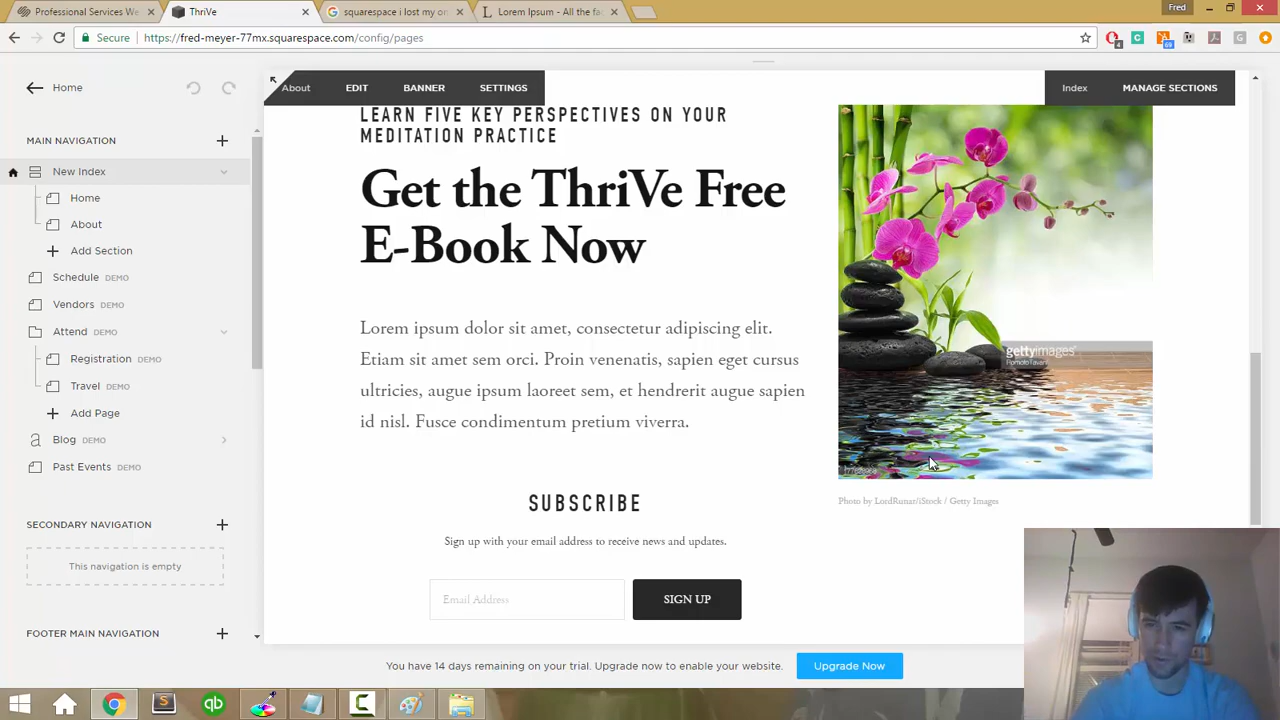 Professional Services We
ThriVe
squarespace i lost my or
Lorem Ipsum - All the fa
Fred
Secure
https://fred-meyer-77mx.squarespace.com/config/pages
Home
About
EDIT
BANNER
SETTINGS
Index
MANAGE SECTIONS
MAIN NAVIGATION
New Index
Home
About
Add Section
Schedule DEMO
Vendors DEMO
Attend DEMO
Registration DEMO
Travel DEMO
Add Page
Blog DEMO
Past Events DEMO
SECONDARY NAVIGATION
This navigation is empty
FOOTER MAIN NAVIGATION
LEARN FIVE KEY PERSPECTIVES ON YOUR
MEDITATION PRACTICE
Get the ThriVe Free
E-Book Now
Lorem ipsum dolor sit amet, consectetur adipiscing elit.
Etiam sit amet sem orci. Proin venenatis, sapien eget cursus
ultricies, augue ipsum laoreet sem, et hendrerit augue sapien
id nisl. Fusce condimentum pretium viverra.
SUBSCRIBE
Sign up with your email address to receive news and updates.
Email Address
SIGN UP
gettyimages
Photo by LordRunar/iStock / Getty Images
You have 14 days remaining on your trial. Upgrade now to enable your website.
Upgrade Now